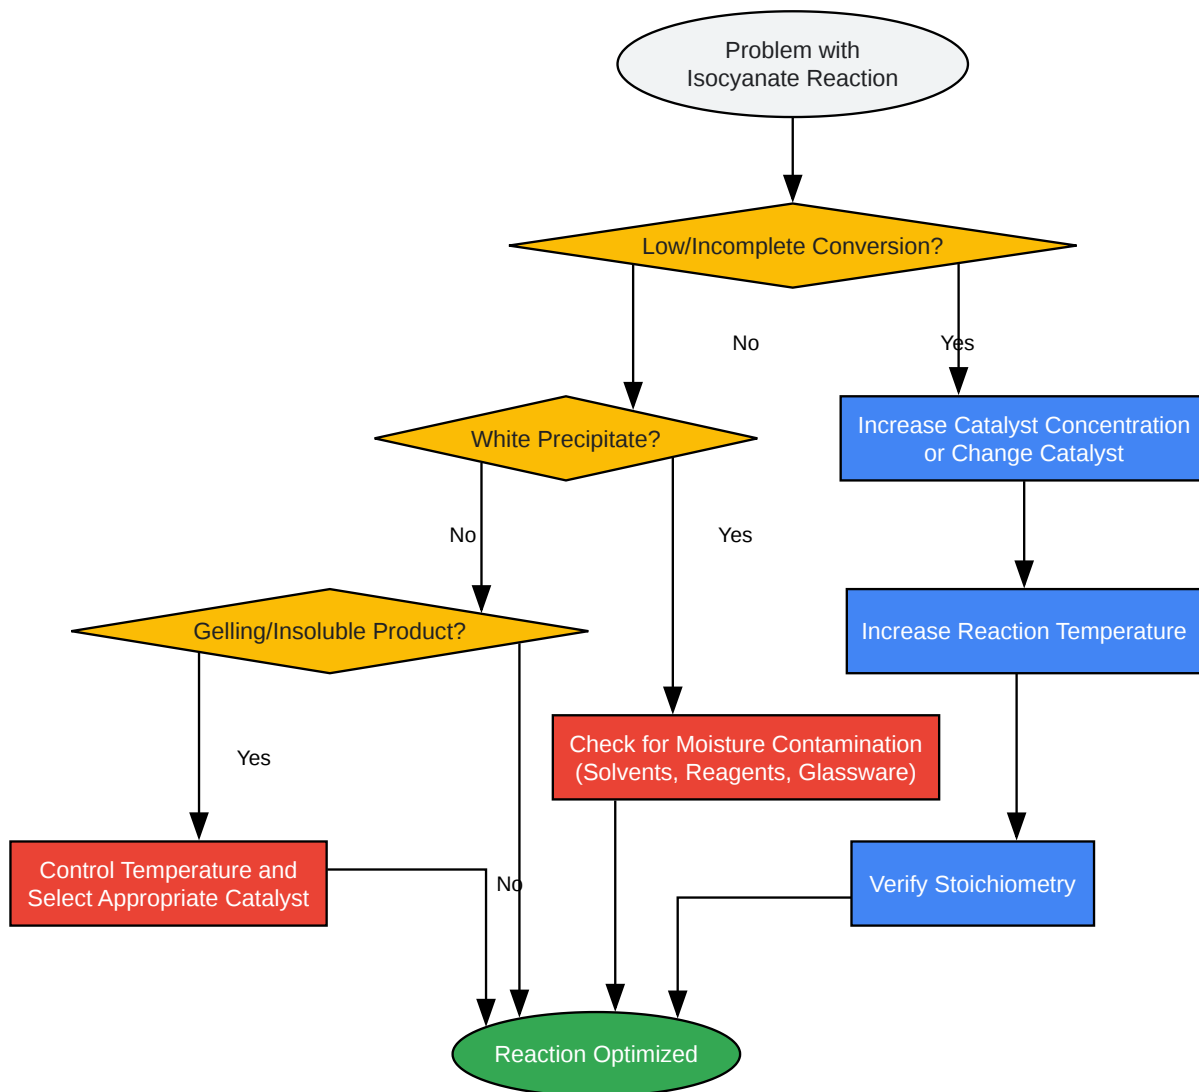 Problem with
Isocyanate Reaction
Low/Incomplete Conversion?
No
Yes
White Precipitate?
Increase Catalyst Concentration
or Change Catalyst
No
Yes
Gelling/Insoluble Product?
Increase Reaction Temperature
Yes
Check for Moisture Contamination
(Solvents, Reagents, Glassware)
Control Temperature and
Select Appropriate Catalyst
No
Verify Stoichiometry
Reaction Optimized